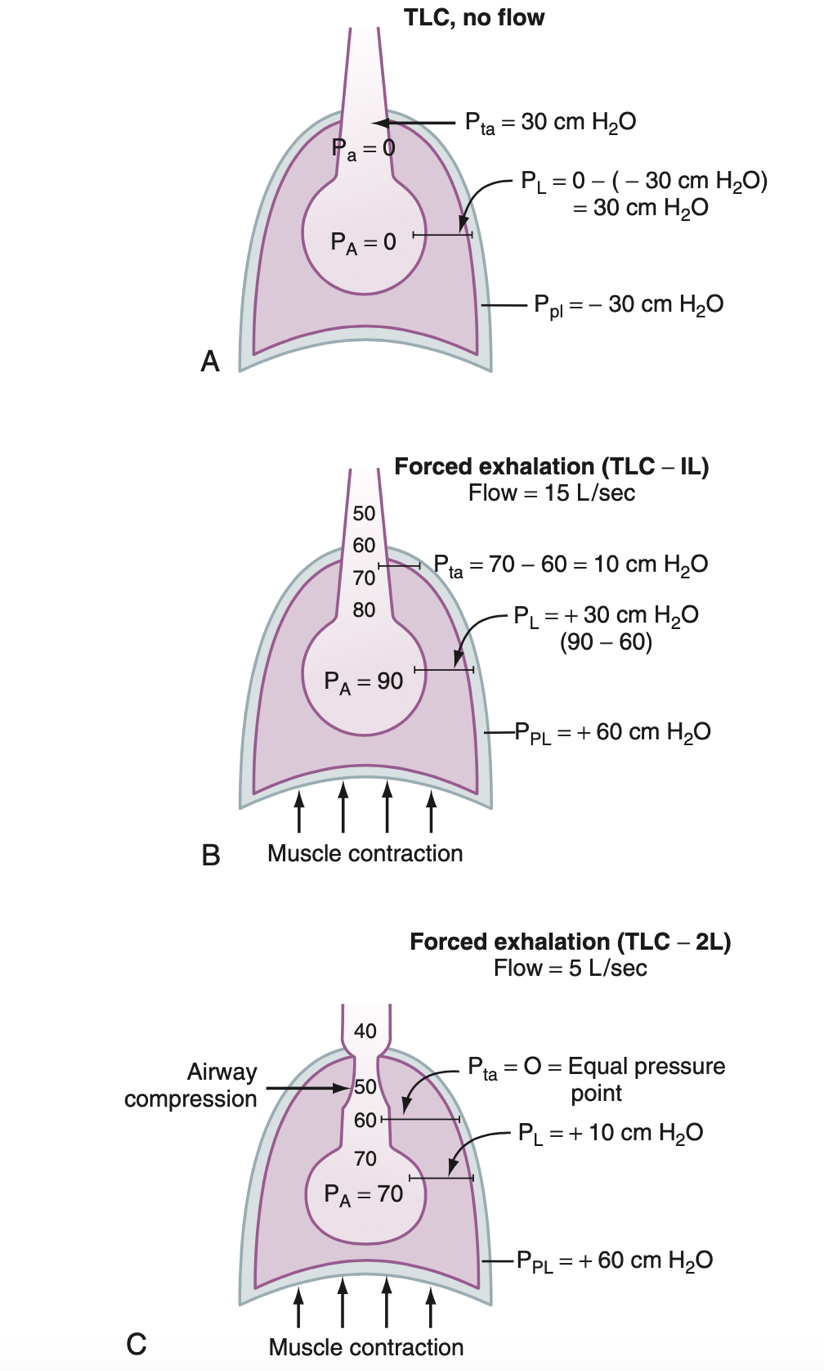 TLC, no flow
Pta = 30 cm H2O
Pa = 0
PL = 0 – ( – 30 cm H2O)
= 30 cm H2O
PA = 0
Ppl = – 30 cm H2O
A
Forced exhalation (TLC – IL)
Flow = 15 L/sec
50
60
Pta = 70 – 60 = 10 cm H2O
70
80
PL = + 30 cm H2O
(90 – 60)
PA = 90
PPL = + 60 cm H2O
B
Muscle contraction
Forced exhalation (TLC – 2L)
Flow = 5 L/sec
40
Airway
compression
Pta = O = Equal pressure
point
50
60
PL = + 10 cm H2O
70
PA = 70
PPL = + 60 cm H2O
C
Muscle contraction